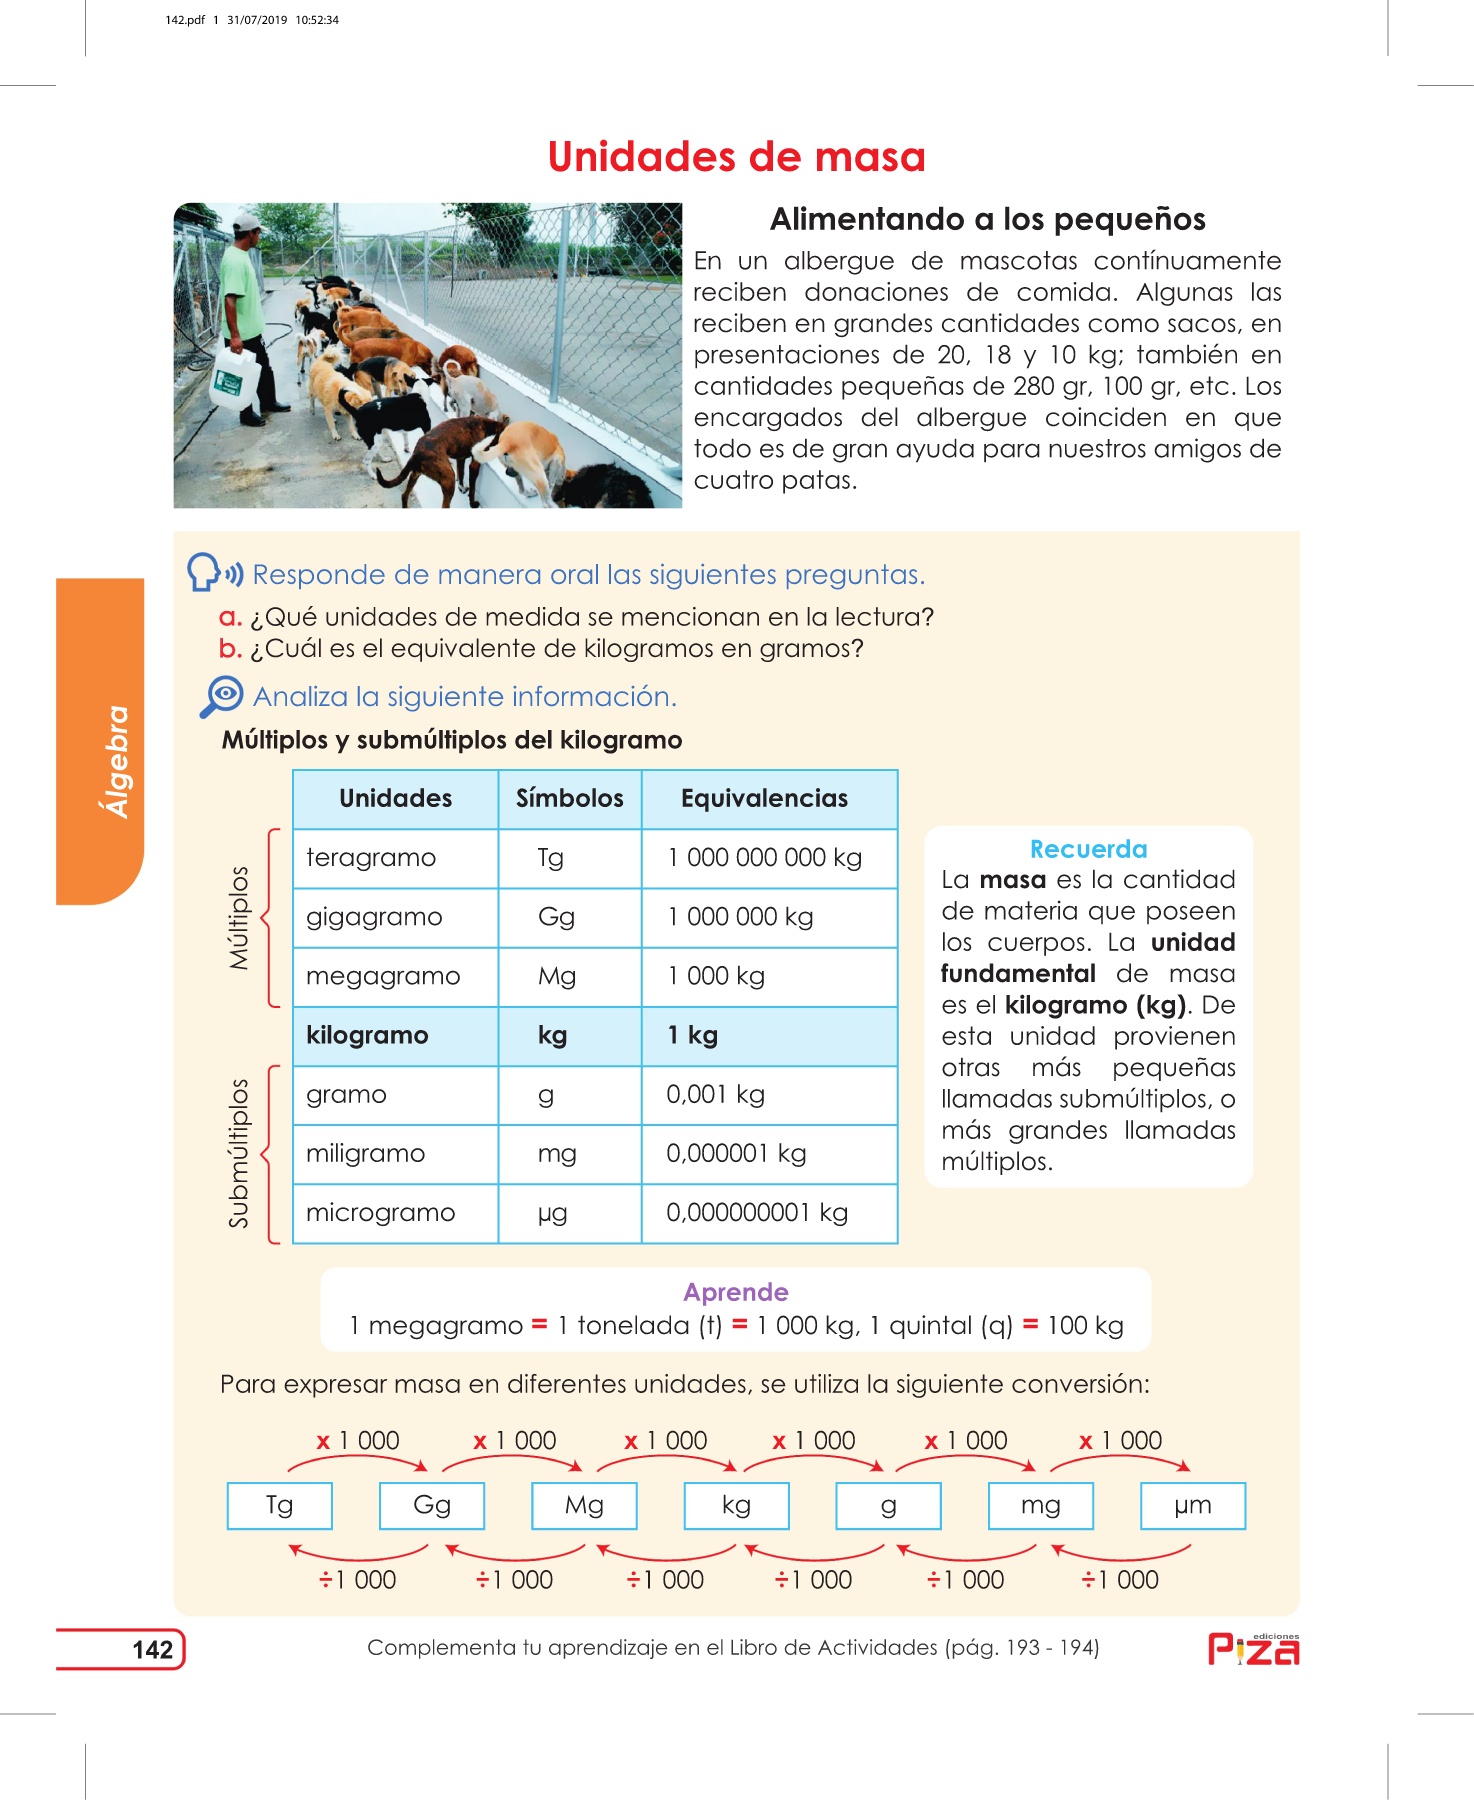 142.pdf 1 31/07/2019 10:52:34
Unidades de masa
Alimentando a los pequeños
En un albergue de mascotas contínuamente
reciben donaciones de comida. Algunas las
reciben en grandes cantidades como sacos, en
presentaciones de 20, 18 y 10 kg; también en
cantidades pequeñas de 280 gr, 100 gr, etc. Los
encargados del albergue coinciden en que
todo es de gran ayuda para nuestros amigos de
cuatro patas.
Responde de manera oral las siguientes preguntas.
a. ¿Qué unidades de medida se mencionan en la lectura?
b. ¿Cuál es el equivalente de kilogramos en gramos?
Analiza la siguiente información.
Álgebra
Múltiplos y submúltiplos del kilogramo
Unidades Símbolos Equivalencias
Múltiplos
teragramo Tg 1 000 000 000 kg
gigagramo Gg 1 000 000 kg
megagramo Mg 1 000 kg
kilogramo kg 1 kg
Submúltiplos
gramo g 0,001 kg
miligramo mg 0,000001 kg
microgramo µg 0,000000001 kg
Recuerda
La masa es la cantidad
de materia que poseen
los cuerpos. La unidad
fundamental de masa
es el kilogramo (kg). De
esta unidad provienen
otras más pequeñas
llamadas submúltiplos, o
más grandes llamadas
múltiplos.
Aprende
1 megagramo = 1 tonelada (t) = 1 000 kg, 1 quintal (q) = 100 kg
Para expresar masa en diferentes unidades, se utiliza la siguiente conversión:
x 1 000 x 1 000 x 1 000 x 1 000 x 1 000 x 1 000
Tg Gg Mg kg g mg µm
÷1 000 ÷1 000 ÷1 000 ÷1 000 ÷1 000 ÷1 000
142
Complementa tu aprendizaje en el Libro de Actividades (pág. 193 - 194)
ediciones
Piza